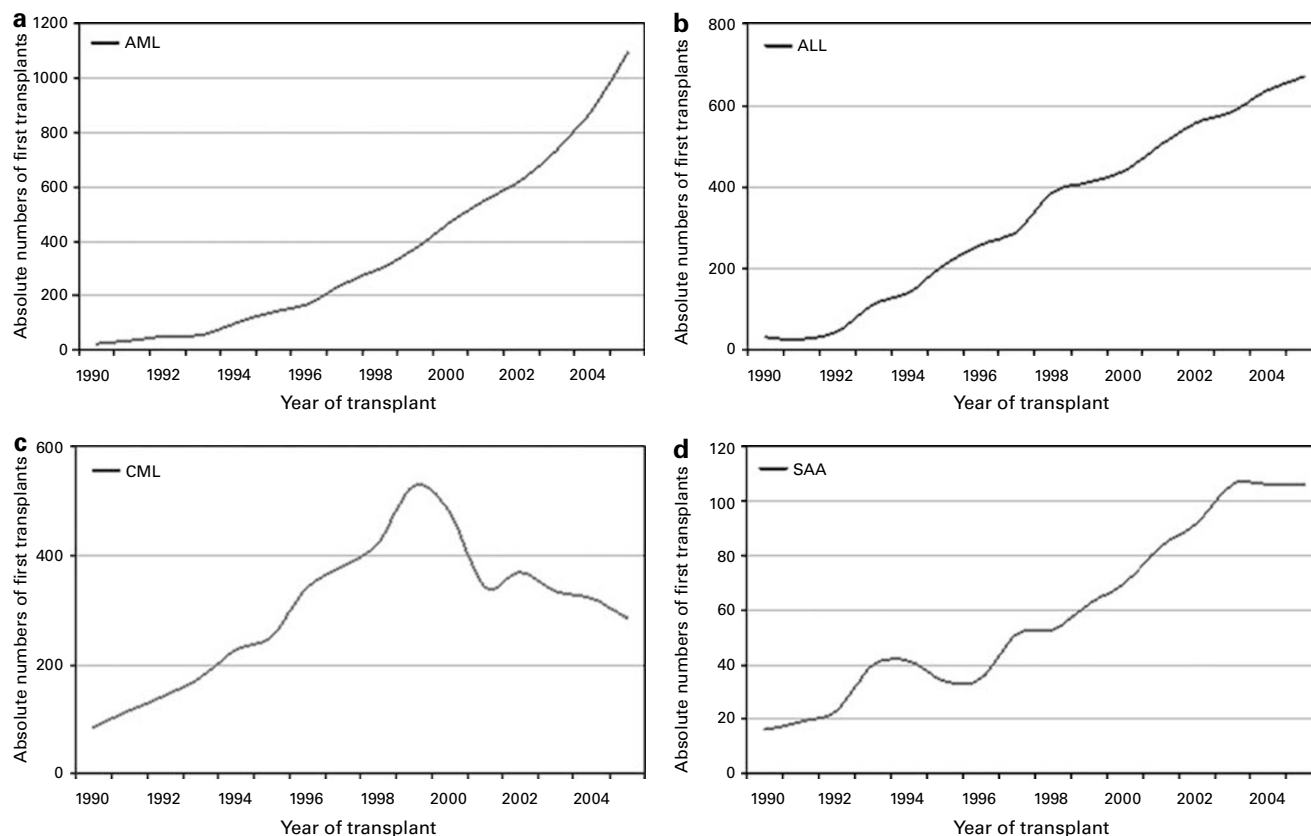 a
AML
Absolute numbers of first transplants
1200
1000
800
600
400
200
0
1990 1992 1994 1996 1998 2000 2002 2004
Year of transplant
b
ALL
Absolute numbers of first transplants
800
600
400
200
0
1990 1992 1994 1996 1998 2000 2002 2004
Year of transplant
c
CML
Absolute numbers of first transplants
600
400
200
0
1990 1992 1994 1996 1998 2000 2002 2004
Year of transplant
d
SAA
Absolute numbers of first transplants
120
100
80
60
40
20
0
1990 1992 1994 1996 1998 2000 2002 2004
Year of transplant